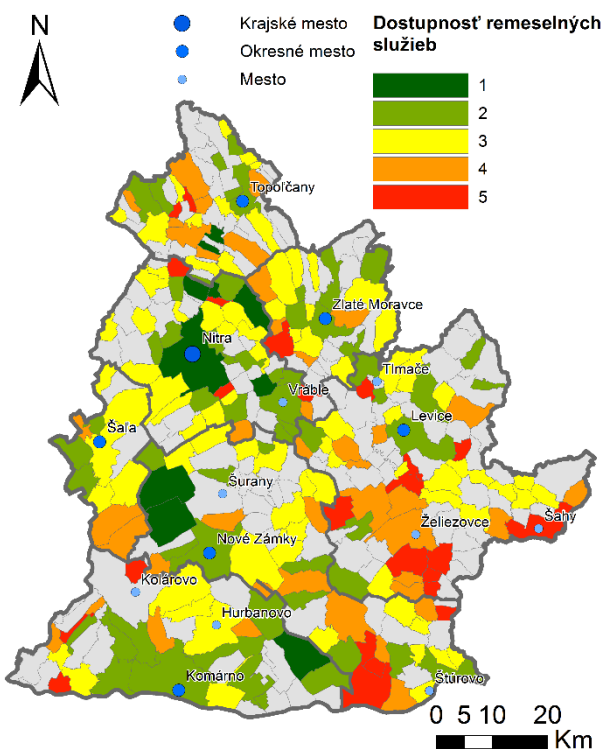 N
Krajské mesto
Okresné mesto
Mesto
Dostupnosť remeselných
služieb
1
2
3
4
5
Topoľčany
Zlaté Moravce
Nitra
Tlmače
Vráble
Levice
Šaľa
Šurany
Želiezovce
Šahy
Nové Zámky
Kolárovo
Hurbanovo
Komárno
Štúrovo
0 5 10 20
Km